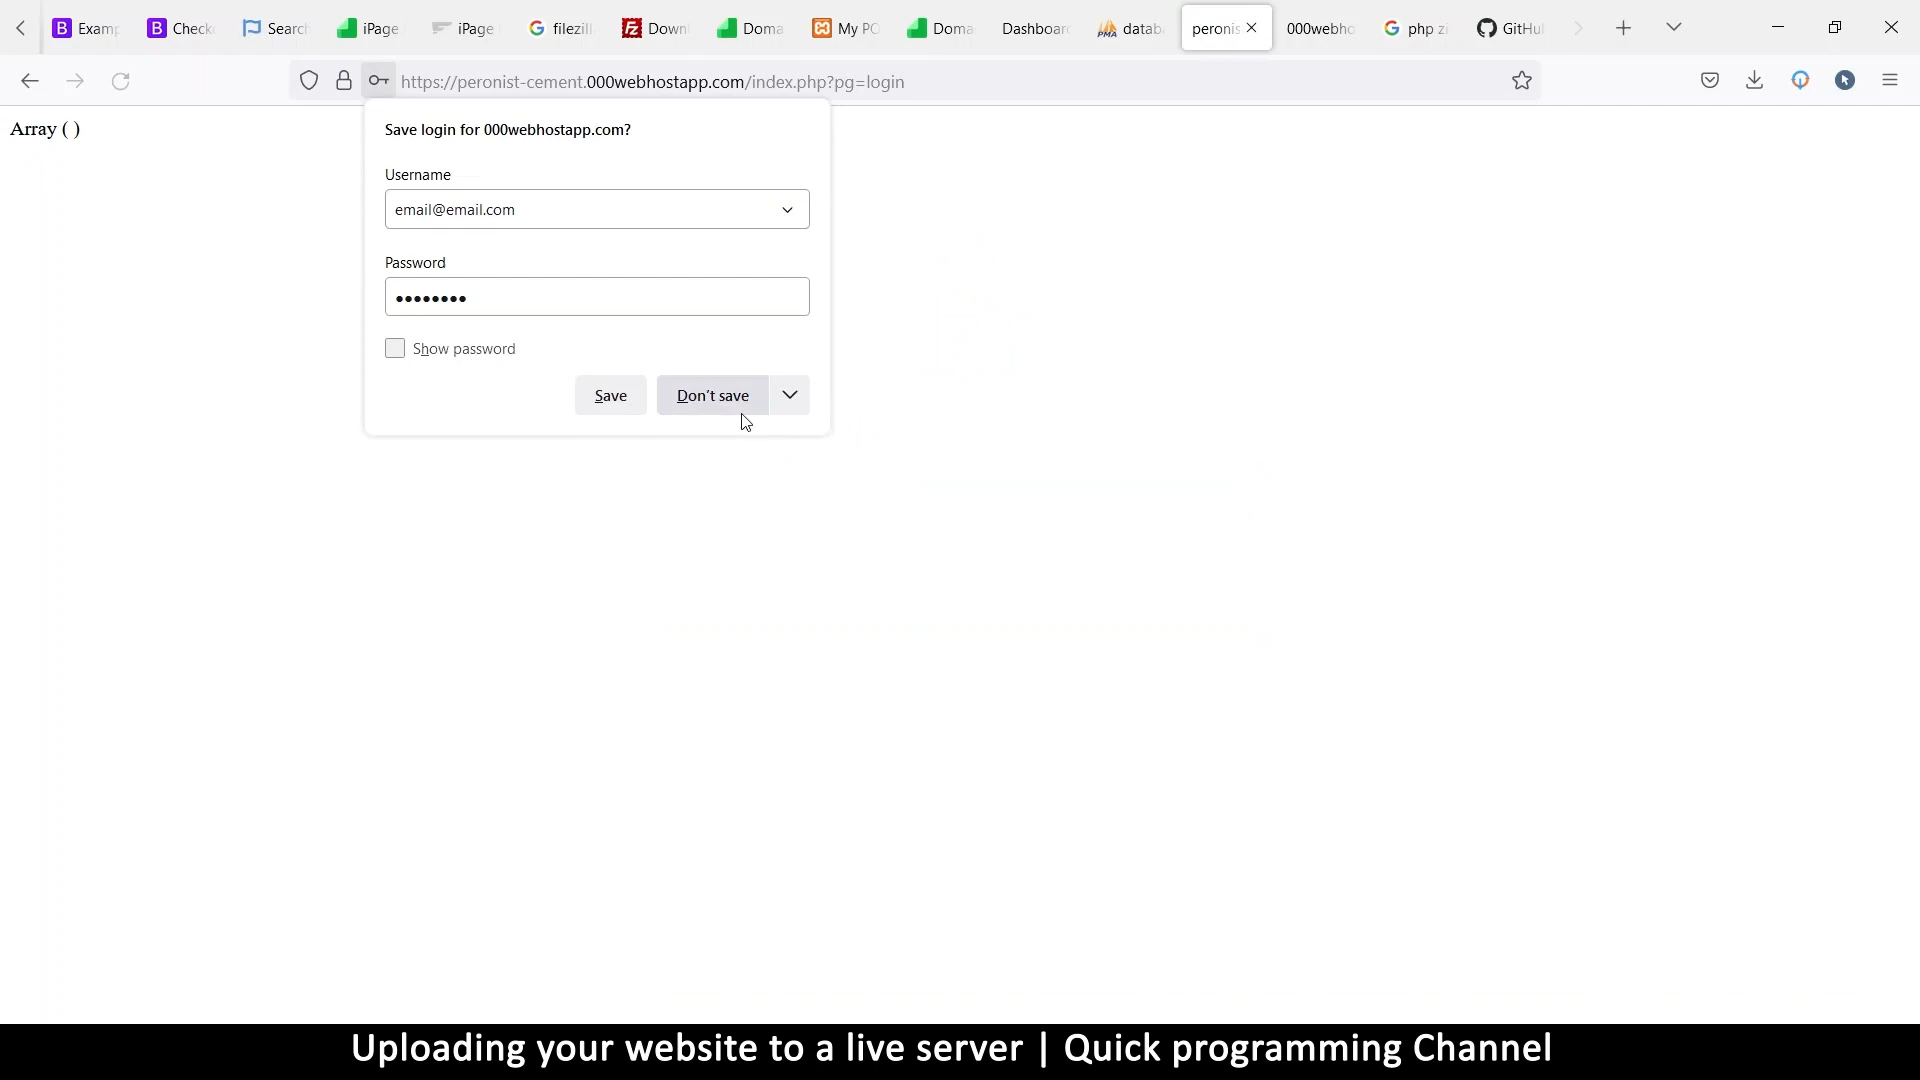 Examp
Check
Search
iPage
iPage
filezill
Down
Doma
My PC
Doma
Dashboar
PMA
datab
peronis
000webho
php zi
GitHu
https://peronist-cement.000webhostapp.com/index.php?pg=login
Array ( )
Save login for 000webhostapp.com?
Username
email@email.com
Password
Show password
Save
Don't save
Uploading your website to a live server | Quick programming Channel